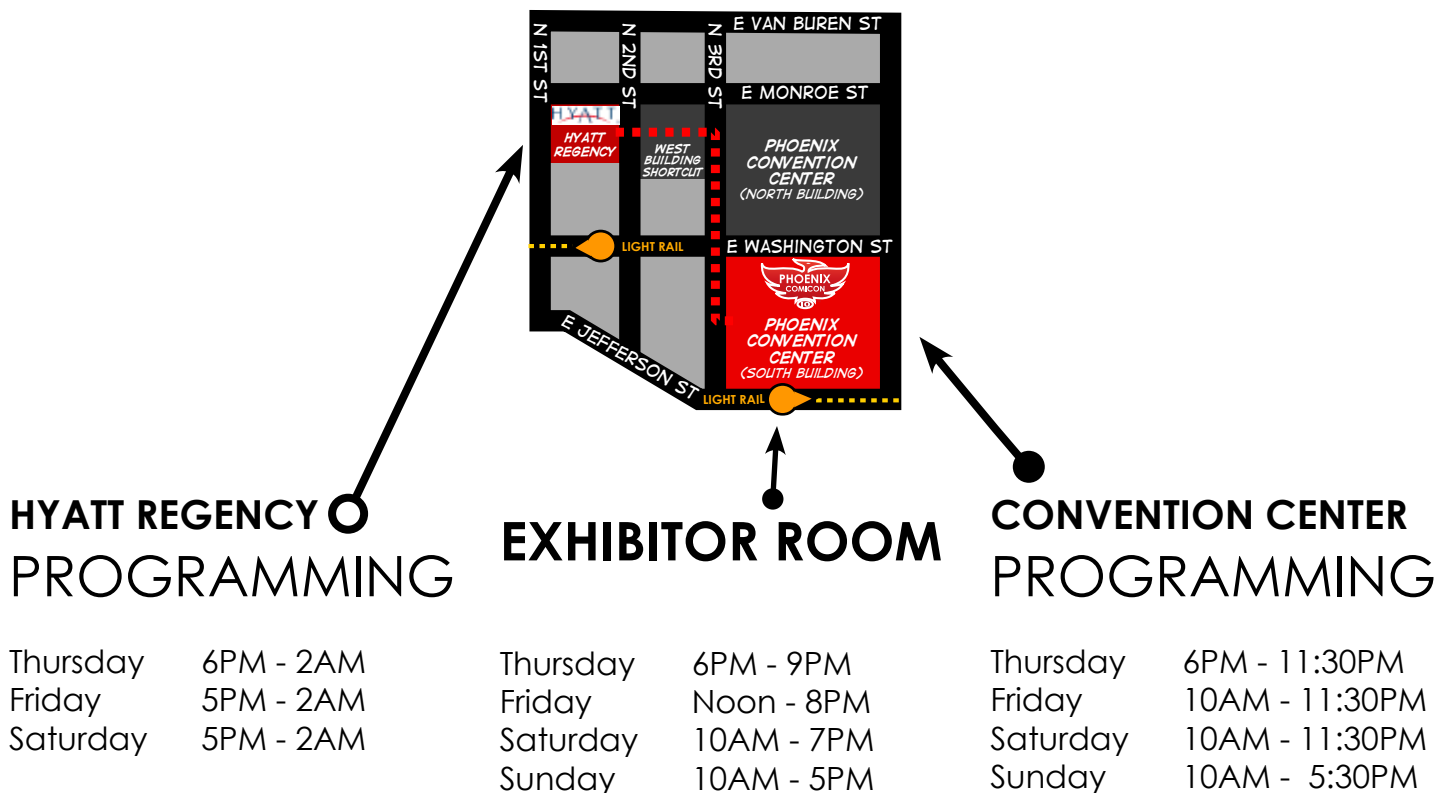 E VAN BUREN ST
N 1ST ST
N 2ND ST
N 3RD ST
E MONROE ST
HYATT
HYATT
REGENCY
WEST
BUILDING
SHORTCUT
PHOENIX
CONVENTION
CENTER
(NORTH BUILDING)
LIGHT RAIL
E WASHINGTON ST
PHOENIX
COMICON
PHOENIX
CONVENTION
CENTER
(SOUTH BUILDING)
E JEFFERSON ST
LIGHT RAIL
HYATT REGENCY
PROGRAMMING
Thursday 6PM - 2AM
Friday 5PM - 2AM
Saturday 5PM - 2AM
EXHIBITOR ROOM
Thursday 6PM - 9PM
Friday Noon - 8PM
Saturday 10AM - 7PM
Sunday 10AM - 5PM
CONVENTION CENTER
PROGRAMMING
Thursday 6PM - 11:30PM
Friday 10AM - 11:30PM
Saturday 10AM - 11:30PM
Sunday 10AM - 5:30PM